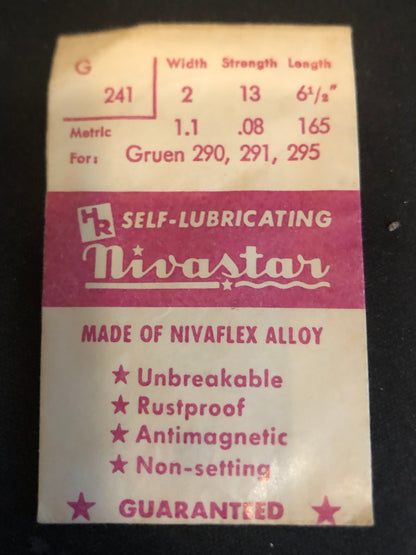 G Width Strength Length
241 2 13 6½"
Metric 1.1 .08 165
For: Gruen 290, 291, 295
HR SELF-LUBRICATING
Nivastar
MADE OF NIVAFLEX ALLOY
★ Unbreakable
★ Rustproof
★ Antimagnetic
★ Non-setting
★ GUARANTEED ★